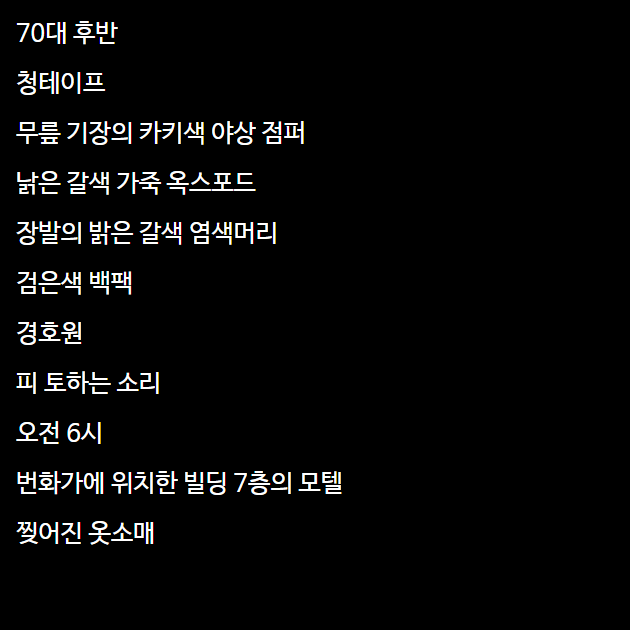 70대 후반
청테이프
무릎 기장의 카키색 야상 점퍼
낡은 갈색 가죽 옥스포드
장발의 밝은 갈색 염색머리
검은색 백팩
경호원
피 토하는 소리
오전 6시
번화가에 위치한 빌딩 7층의 모텔
찢어진 옷소매